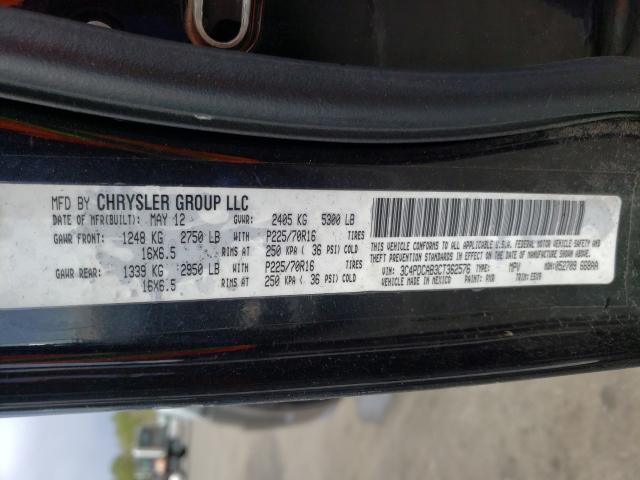 MFD BY CHRYSLER GROUP LLC
DATE OF MFR(BUILT): MAY 12 GVWR: 2405 KG 5300 LB
GAWR FRONT: 1248 KG 2750 LB WITH P225/70R16 TIRES
16X6.5 RIMS AT 250 KPA ( 36 PSI) COLD
GAWR REAR: 1339 KG 2950 LB WITH P225/70R16 TIRES
16X6.5 RIMS AT 250 KPA ( 36 PSI) COLD
THIS VEHICLE CONFORMS TO ALL APPLICABLE U.S.A. FEDERAL MOTOR VEHICLE SAFETY AND
THEFT PREVENTION STANDARDS IN EFFECT ON THE DATE OF MANUFACTURE SHOWN ABOVE.
VIN: 3C4PDCAB3CT362576 TYPE: MPV MDH:052709 668AA
VEHICLE MADE IN MEXICO PAINT: PXR TRIM: